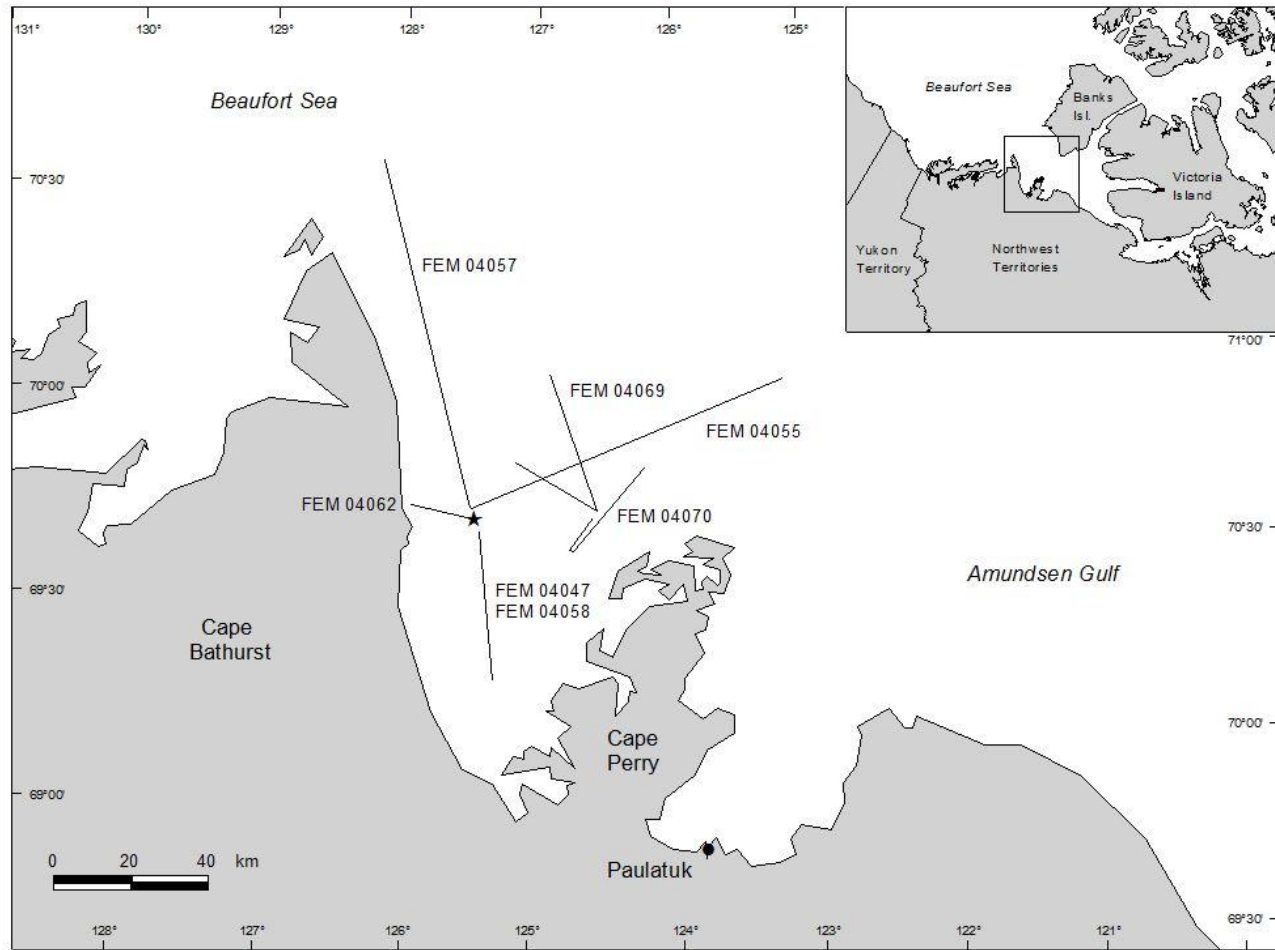 131°
130°
129°
128°
127°
126°
125°
Beaufort Sea
Beaufort Sea
Banks
Isl.
Victoria
Island
Yukon
Territory
Northwest
Territories
70°30'
FEM 04057
71°00'
70°00'
FEM 04069
FEM 04055
FEM 04062
FEM 04070
70°30'
Amundsen Gulf
69°30'
FEM 04047
FEM 04058
Cape
Bathurst
Cape
Perry
70°00'
69°00'
0 20 40 km
Paulatuk
69°30'
128°
127°
126°
125°
124°
123°
122°
121°